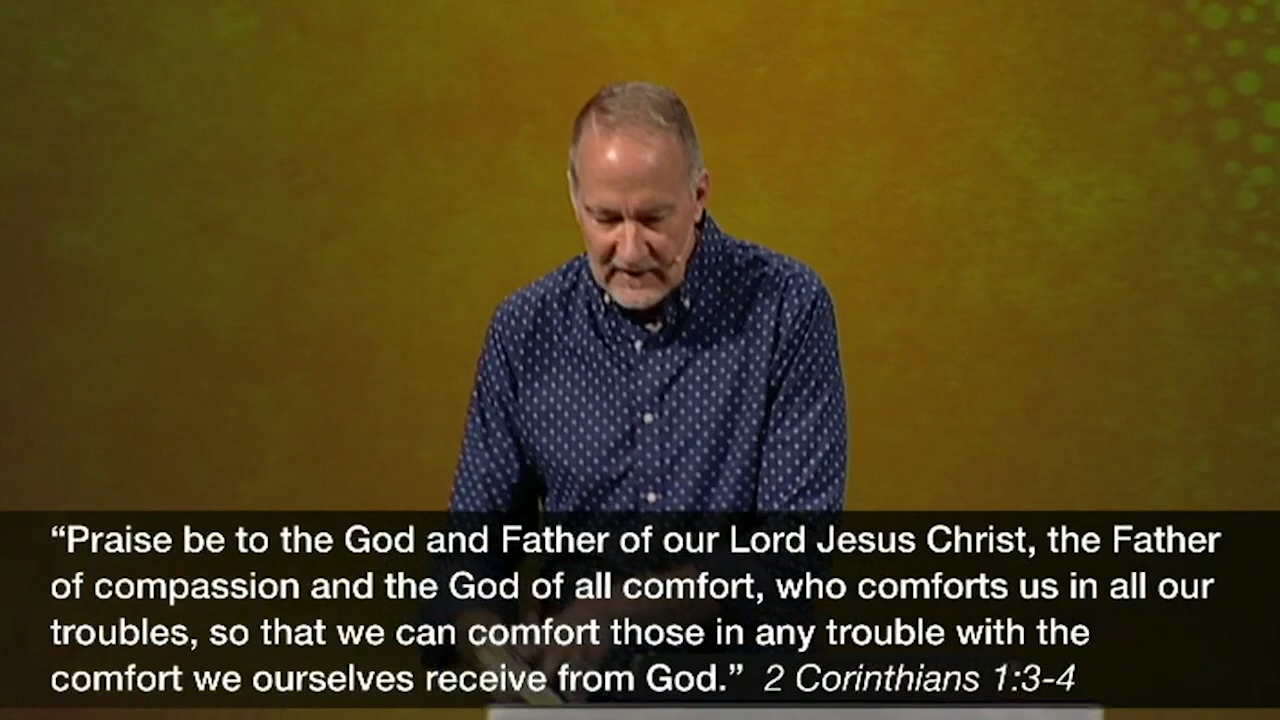 “Praise be to the God and Father of our Lord Jesus Christ, the Father
of compassion and the God of all comfort, who comforts us in all our
troubles, so that we can comfort those in any trouble with the
comfort we ourselves receive from God.” 2 Corinthians 1:3-4